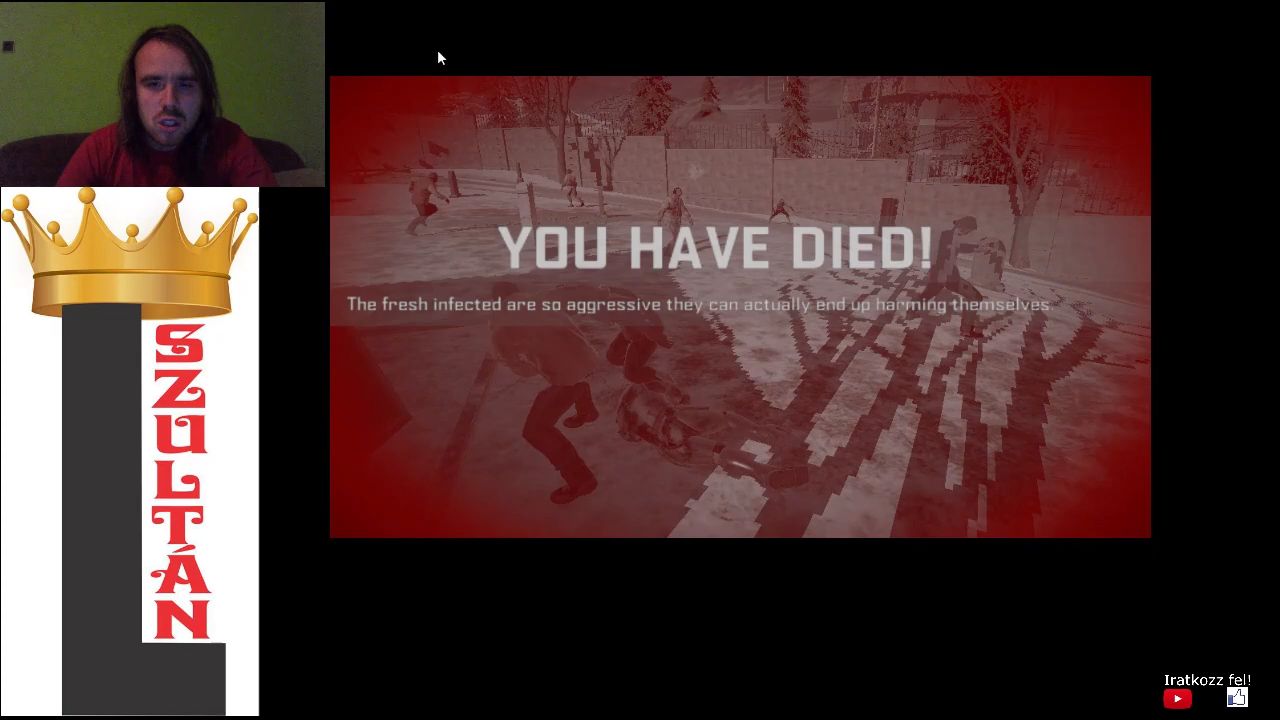 YOU HAVE DIED!
The fresh infected are so aggressive they can actually end up harming themselves.
L
SZULTÁN
Iratkozz fel!